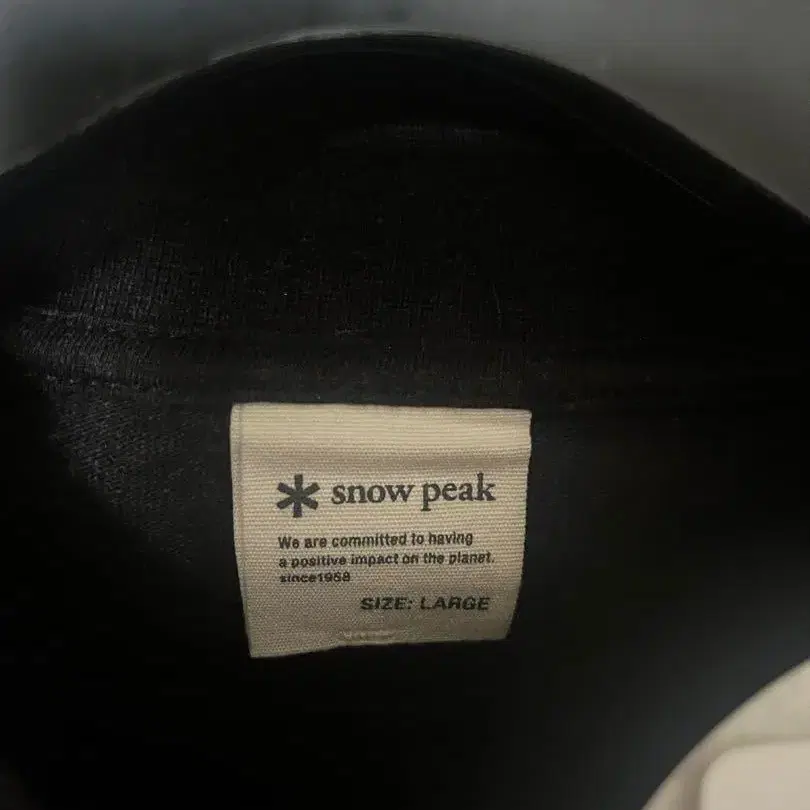 snow peak
We are committed to having
a positive impact on the planet.
since1958
SIZE: LARGE